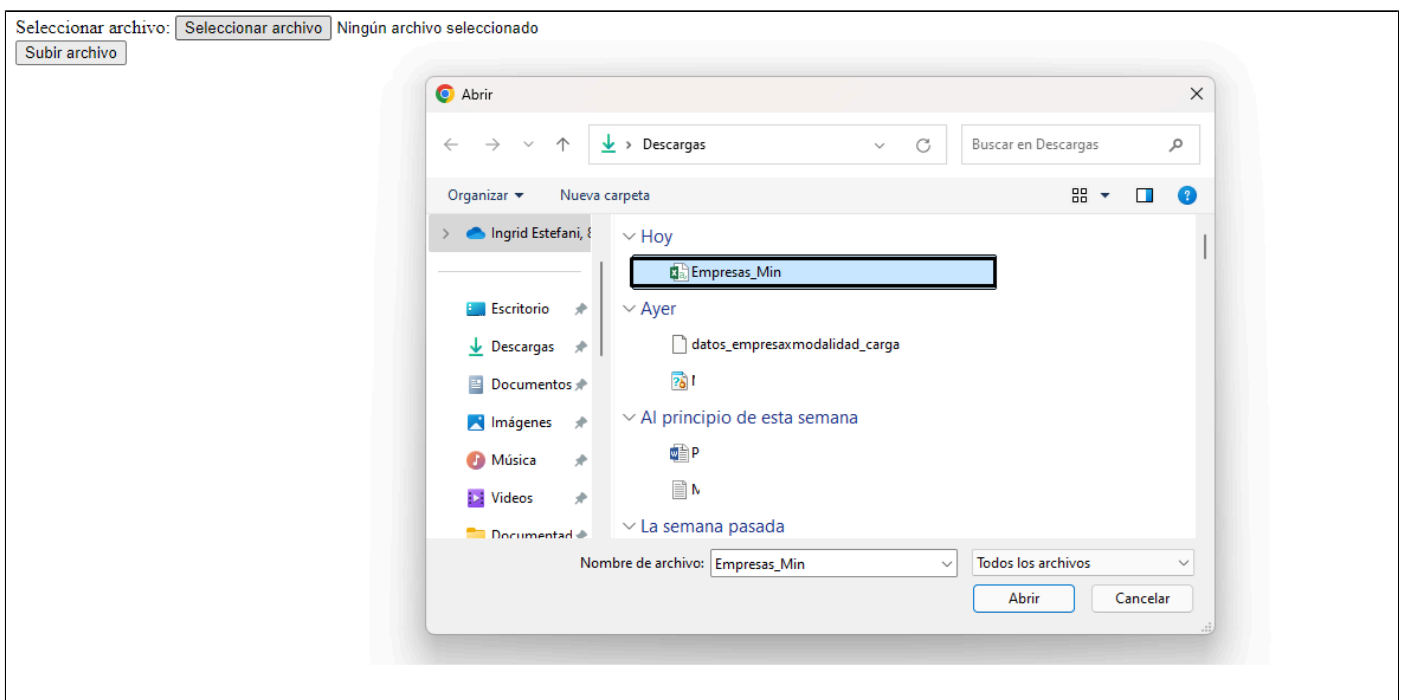 Seleccionar archivo: Seleccionar archivo Ningún archivo seleccionado
Subir archivo
Abrir
Descargas
Buscar en Descargas
Organizar
Nueva carpeta
Ingrid Estefani,
Hoy
Empresas_Min
Ayer
datos_empresaxmodalidad_carga
Al principio de esta semana
P
La semana pasada
Escritorio
Descargas
Documentos
Imágenes
Música
Videos
Documentad
Nombre de archivo: Empresas_Min
Todos los archivos
Abrir
Cancelar